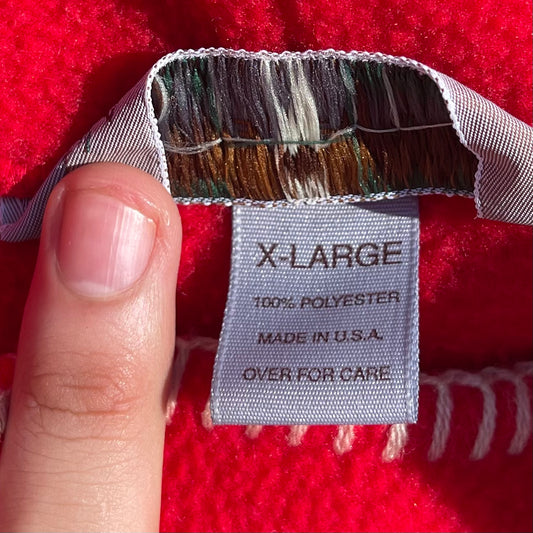 X-LARGE
100% POLYESTER
MADE IN U.S.A.
OVER FOR CARE